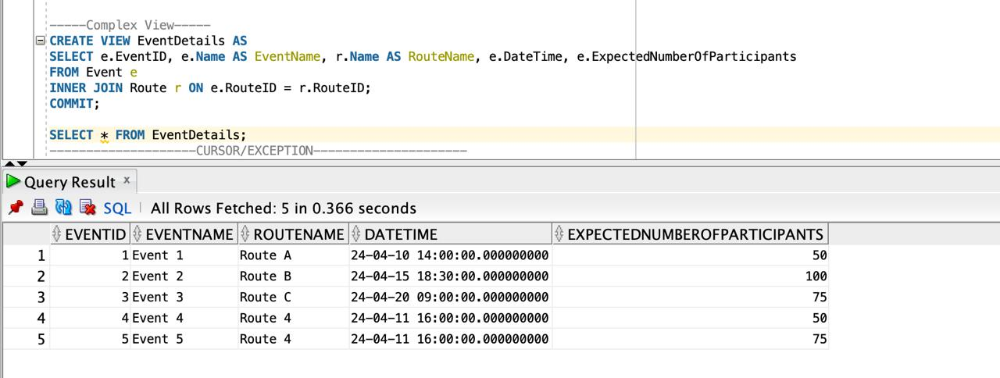 -----Complex View-----
CREATE VIEW EventDetails AS
SELECT e.EventID, e.Name AS EventName, r.Name AS RouteName, e.DateTime, e.ExpectedNumberOfParticipants
FROM Event e
INNER JOIN Route r ON e.RouteID = r.RouteID;
COMMIT;
SELECT * FROM EventDetails;
--------------------CURSOR/EXCEPTION---------------------
Query Result x
SQL | All Rows Fetched: 5 in 0.366 seconds
EVENTID EVENTNAME ROUTENAME DATETIME EXPECTEDNUMBEROFPARTICIPANTS
1 1 Event 1 Route A 24-04-10 14:00:00.000000000 50
2 2 Event 2 Route B 24-04-15 18:30:00.000000000 100
3 3 Event 3 Route C 24-04-20 09:00:00.000000000 75
4 4 Event 4 Route 4 24-04-11 16:00:00.000000000 50
5 5 Event 5 Route 4 24-04-11 16:00:00.000000000 75